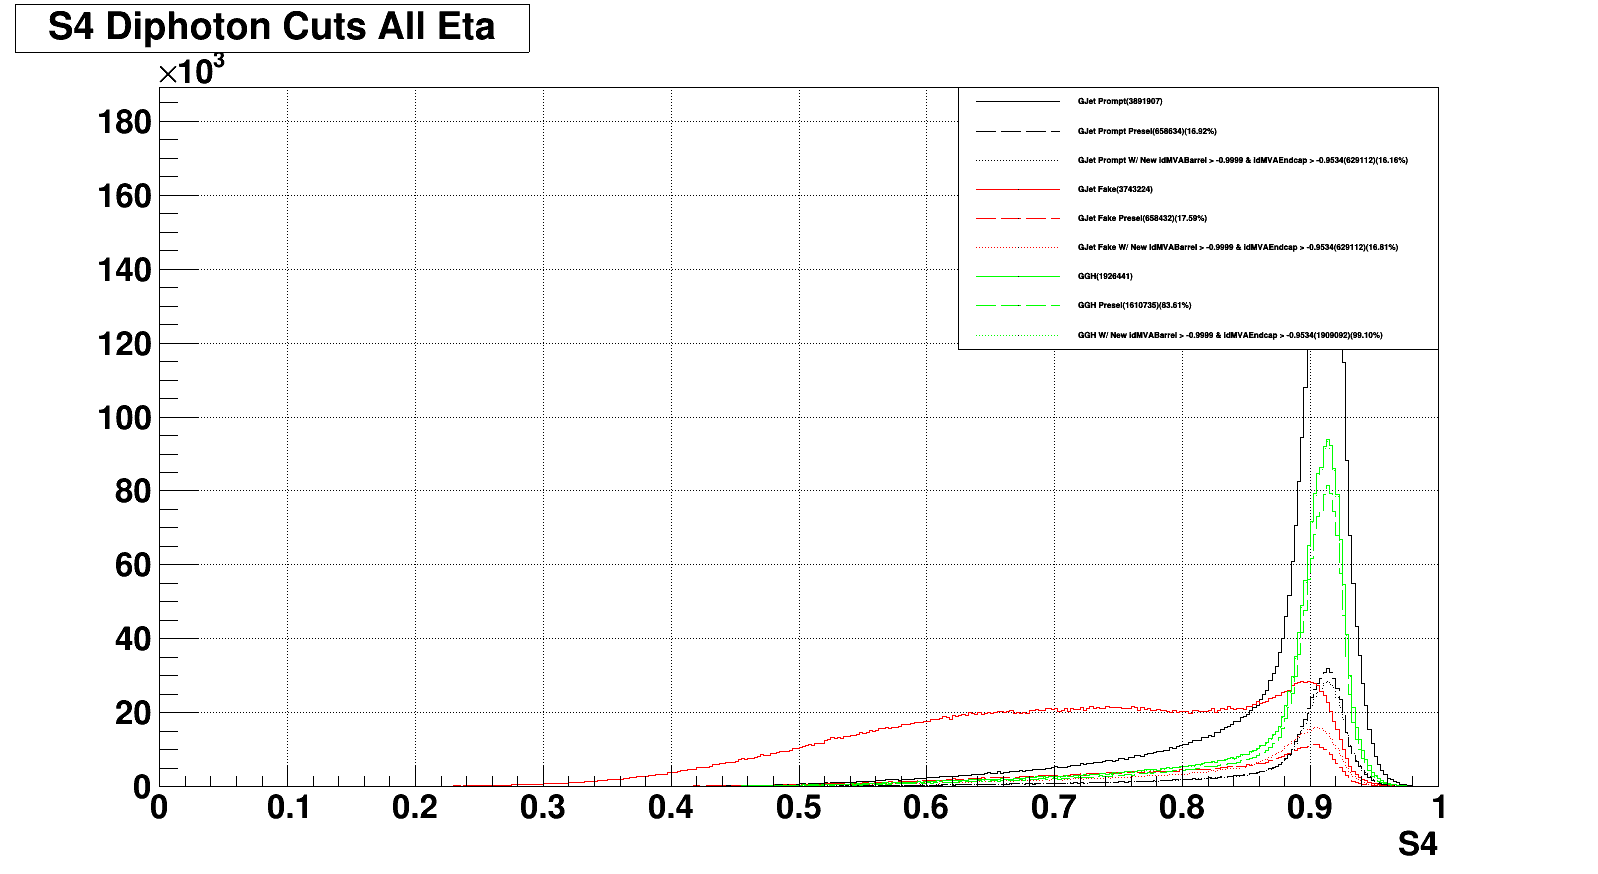 S4 Diphoton Cuts All Eta
×10³
180
160
140
120
100
80
60
40
20
0
GJet Prompt(3891907)
GJet Prompt Presel(658634)(16.92%)
GJet Prompt W/ New idMVABarrel > -0.9999 & idMVAEndcap > -0.9534(629112)(16.16%)
GJet Fake(3743224)
GJet Fake Presel(658432)(17.59%)
GJet Fake W/ New idMVABarrel > -0.9999 & idMVAEndcap > -0.9534(629112)(16.81%)
GGH(1926441)
GGH Presel(1610735)(83.61%)
GGH W/ New idMVABarrel > -0.9999 & idMVAEndcap > -0.9534(1909092)(99.10%)
0 0.1 0.2 0.3 0.4 0.5 0.6 0.7 0.8 0.9 1
S4